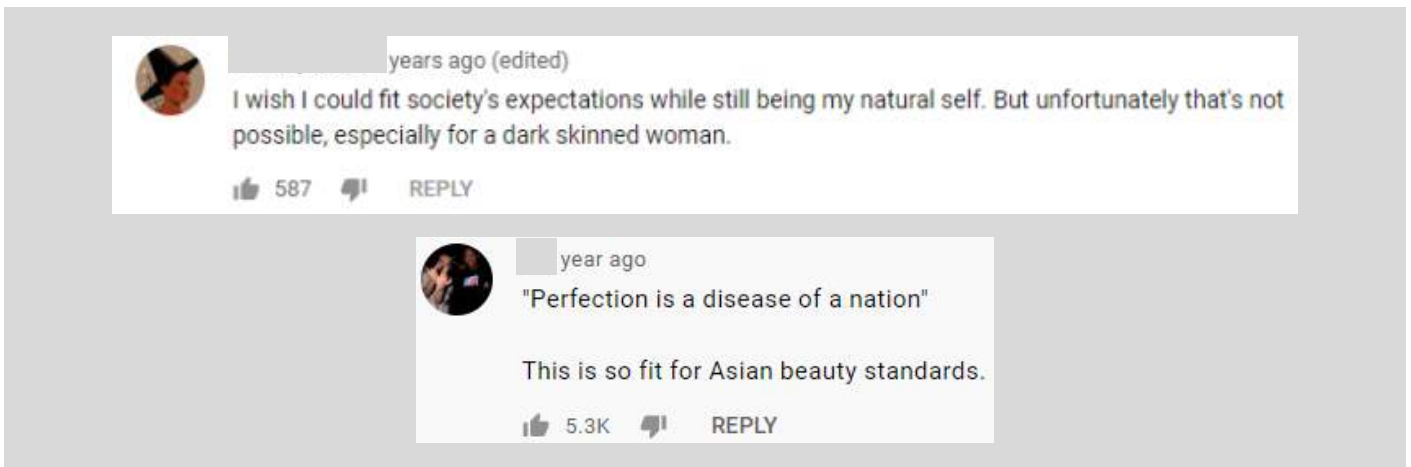 years ago (edited)
I wish I could fit society's expectations while still being my natural self. But unfortunately that's not
possible, especially for a dark skinned woman.
587 REPLY
year ago
"Perfection is a disease of a nation"
This is so fit for Asian beauty standards.
5.3K REPLY